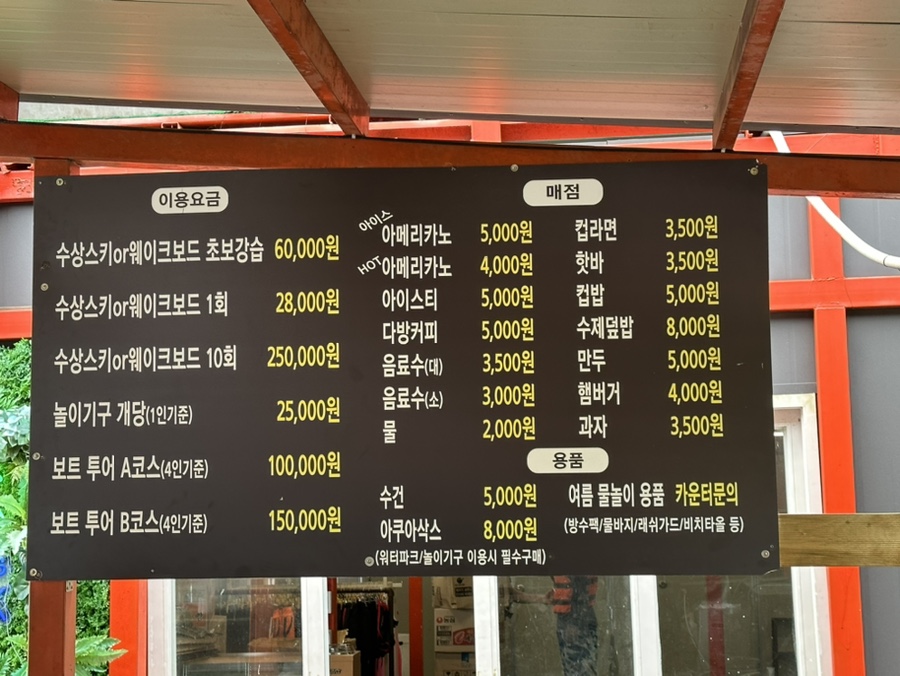 이용요금
수상스키or웨이크보드 초보강습 60,000원
수상스키or웨이크보드 1회 28,000원
수상스키or웨이크보드 10회 250,000원
놀이기구 개당(1인기준) 25,000원
보트 투어 A코스(4인기준) 100,000원
보트 투어 B코스(4인기준) 150,000원
매점
아이스 아메리카노 5,000원
HOT 아메리카노 4,000원
아이스티 5,000원
다방커피 5,000원
음료수(대) 3,500원
음료수(소) 3,000원
물 2,000원
컵라면 3,500원
핫바 3,500원
컵밥 5,000원
수제덮밥 8,000원
만두 5,000원
햄버거 4,000원
과자 3,500원
용품
수건 5,000원
아쿠아삭스 8,000원
(워터파크/놀이기구 이용시 필수구매)
여름 물놀이 용품 카운터문의
(방수팩/물바지/래쉬가드/비치타올 등)